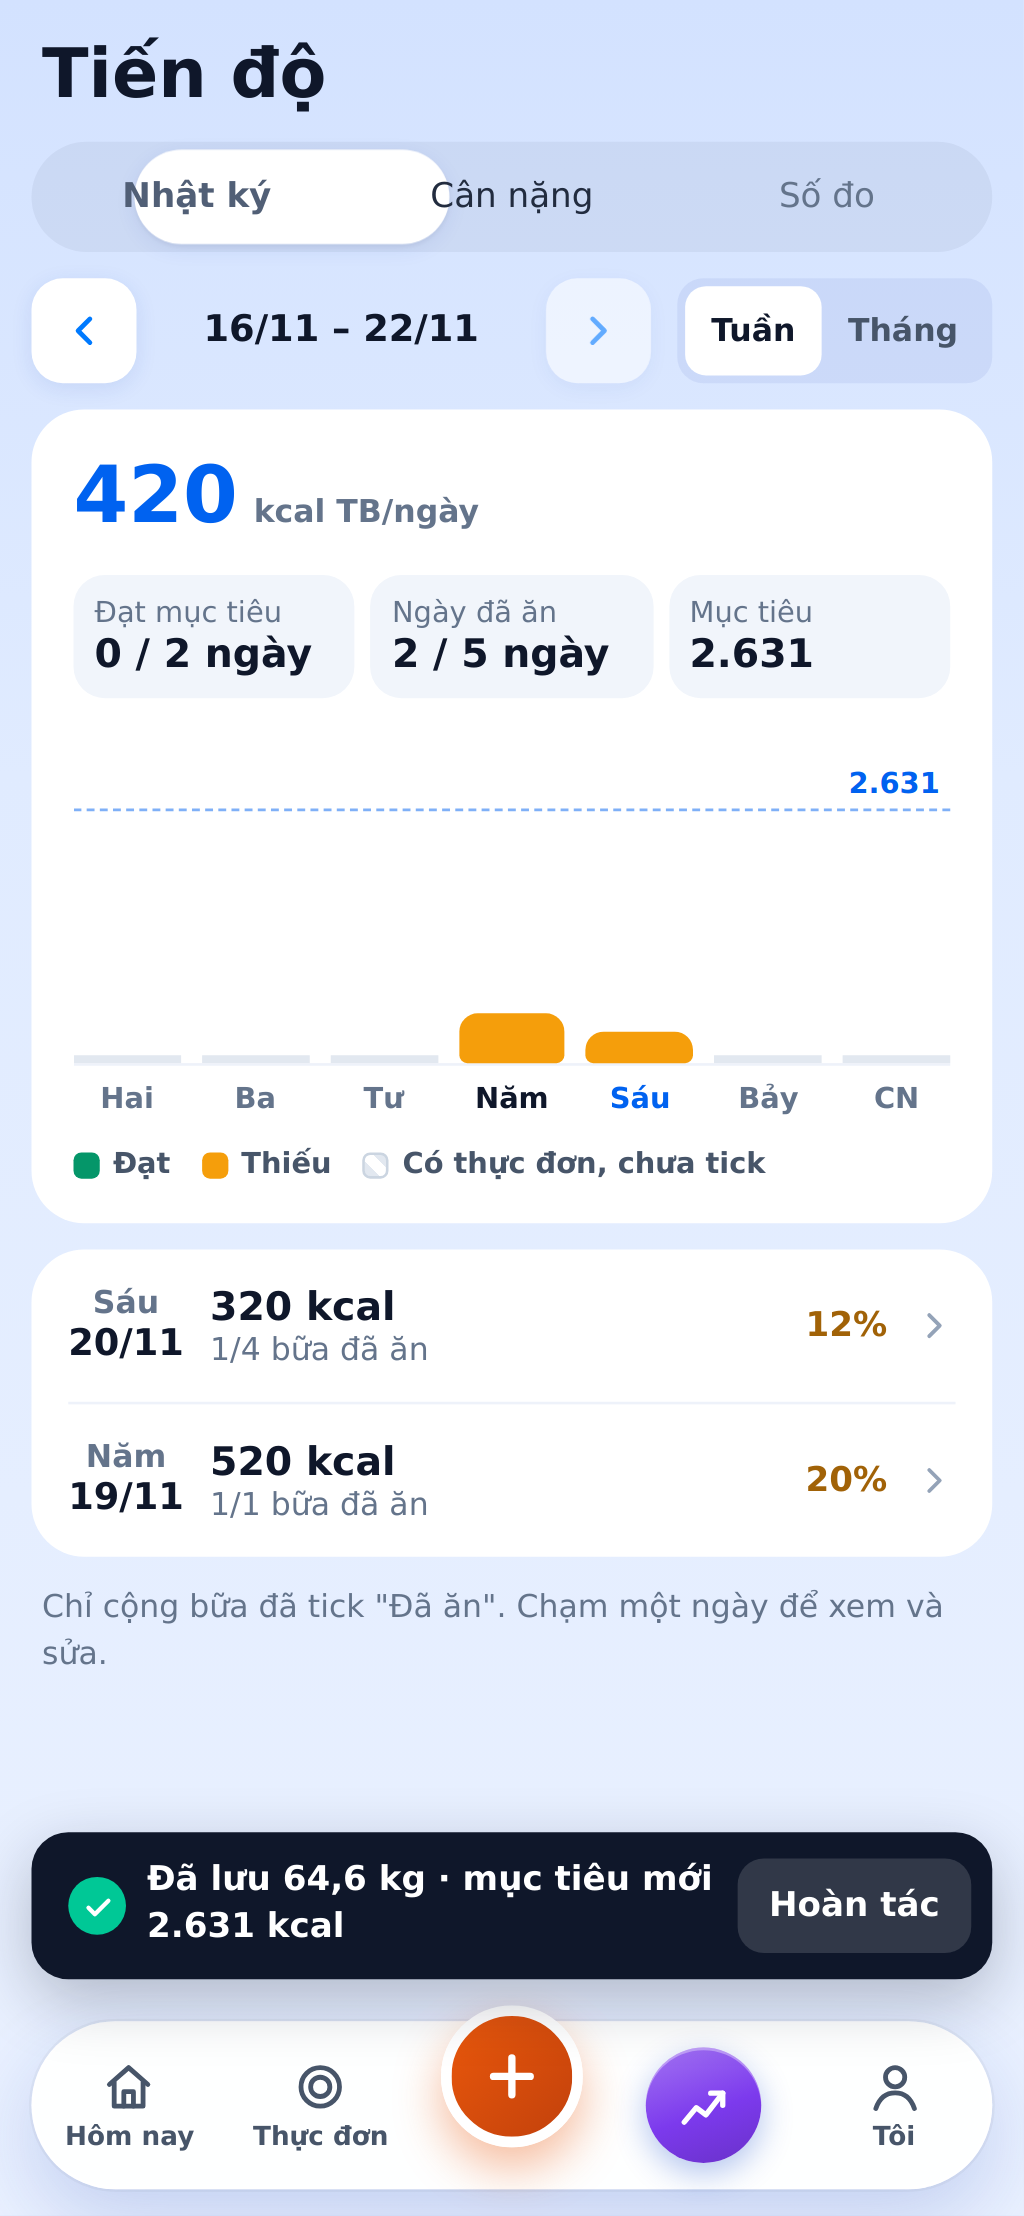 Tiến độ
Nhật ký
Cân nặng
Số đo
16/11 – 22/11
Tuần
Tháng
420 kcal TB/ngày
Đạt mục tiêu
0 / 2 ngày
Ngày đã ăn
2 / 5 ngày
Mục tiêu
2.631
2.631
Hai
Ba
Tư
Năm
Sáu
Bảy
CN
Đạt
Thiếu
Có thực đơn, chưa tick
Sáu
20/11
320 kcal
1/4 bữa đã ăn
12%
Năm
19/11
520 kcal
1/1 bữa đã ăn
20%
Chỉ cộng bữa đã tick "Đã ăn". Chạm một ngày để xem và
sửa.
Đã lưu 64,6 kg · mục tiêu mới
2.631 kcal
Hoàn tác
Hôm nay
Thực đơn
Tôi